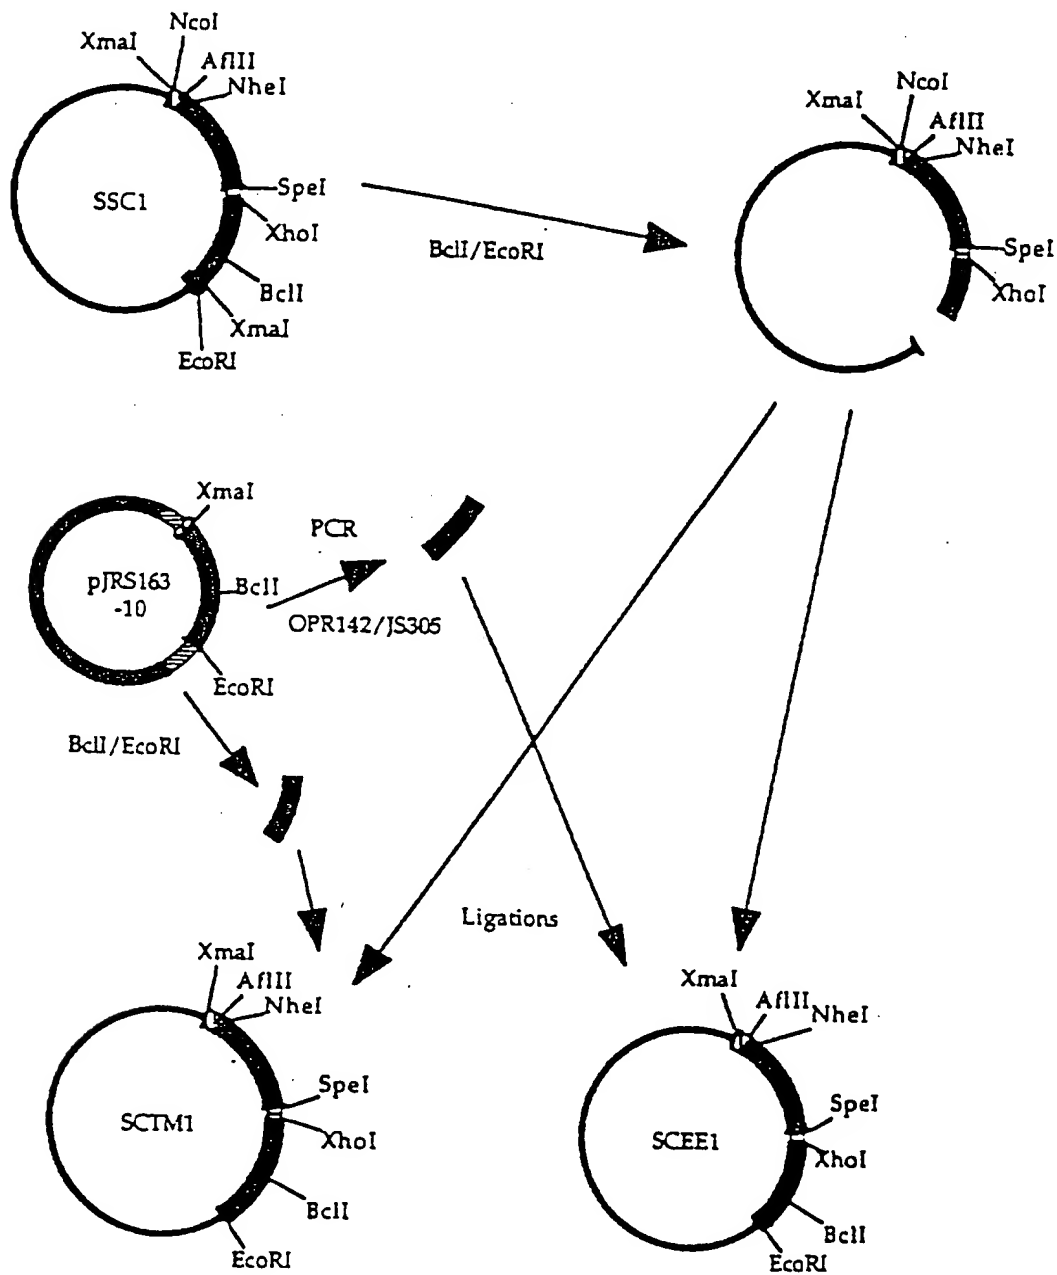 NcoI
XmaI
AflII
NheI
SSC1
SpeI
XhoI
BclI
XmaI
EcoRI
BclI/EcoRI
NcoI
XmaI
AflII
NheI
SpeI
XhoI
XmaI
PCR
pJRS163
-10
BclI
OPR142/JS305
EcoRI
BclI/EcoRI
Ligations
XmaI
AflII
NheI
SCTM1
SpeI
XhoI
BclI
EcoRI
XmaI
AflII
NheI
SCEE1
SpeI
XhoI
BclI
EcoRI